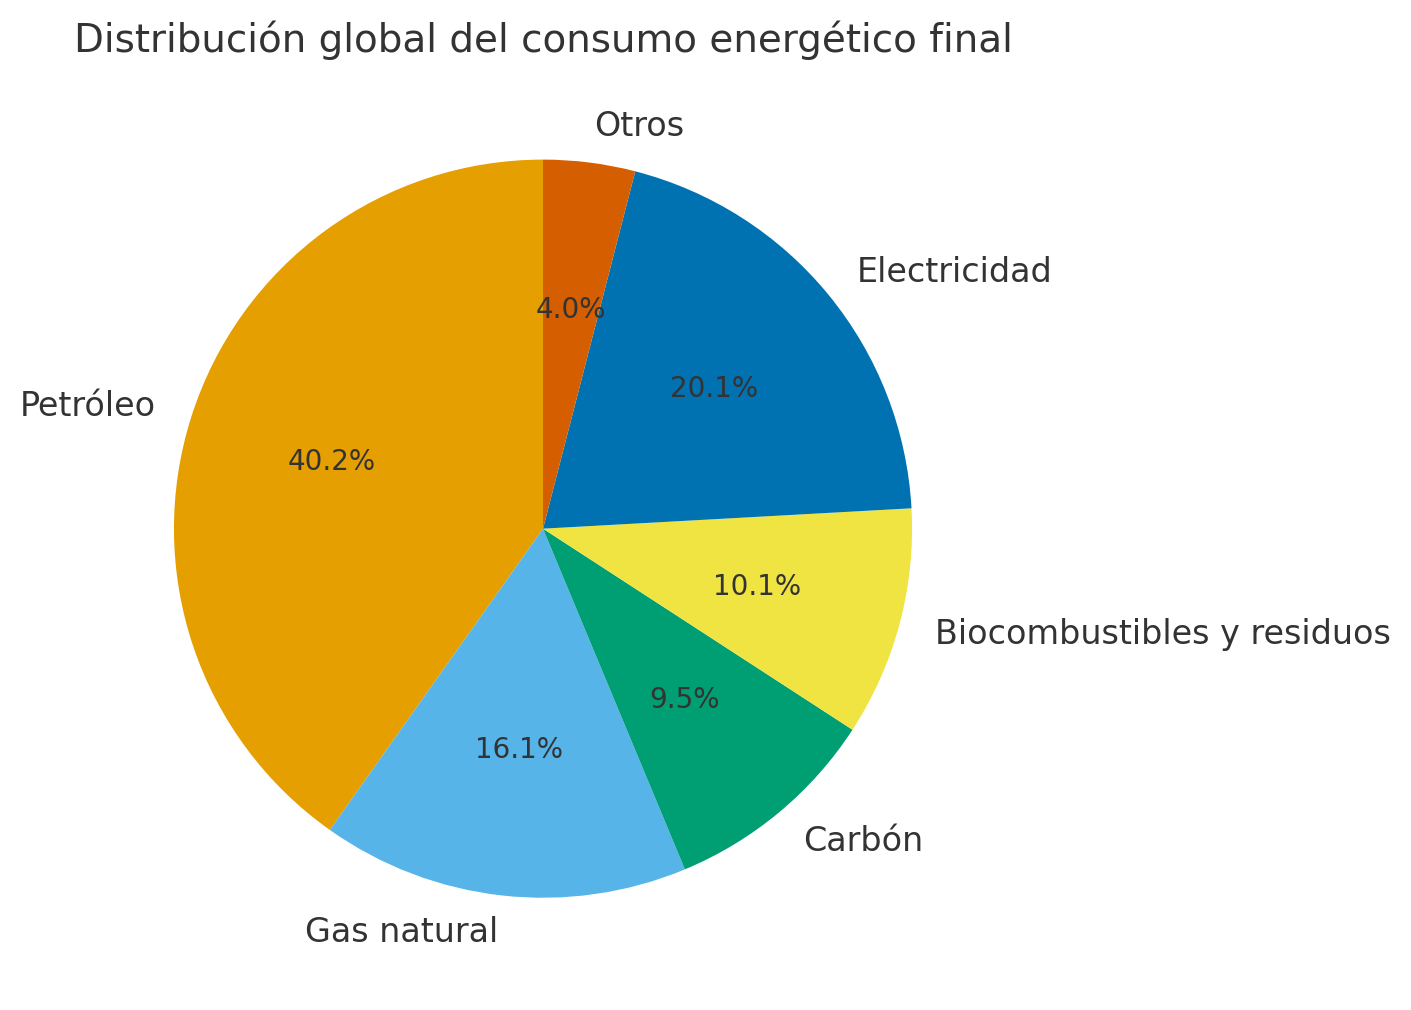 Distribución global del consumo energético final
Otros
4.0%
Electricidad
20.1%
Petróleo
40.2%
Biocombustibles y residuos
10.1%
Carbón
9.5%
Gas natural
16.1%